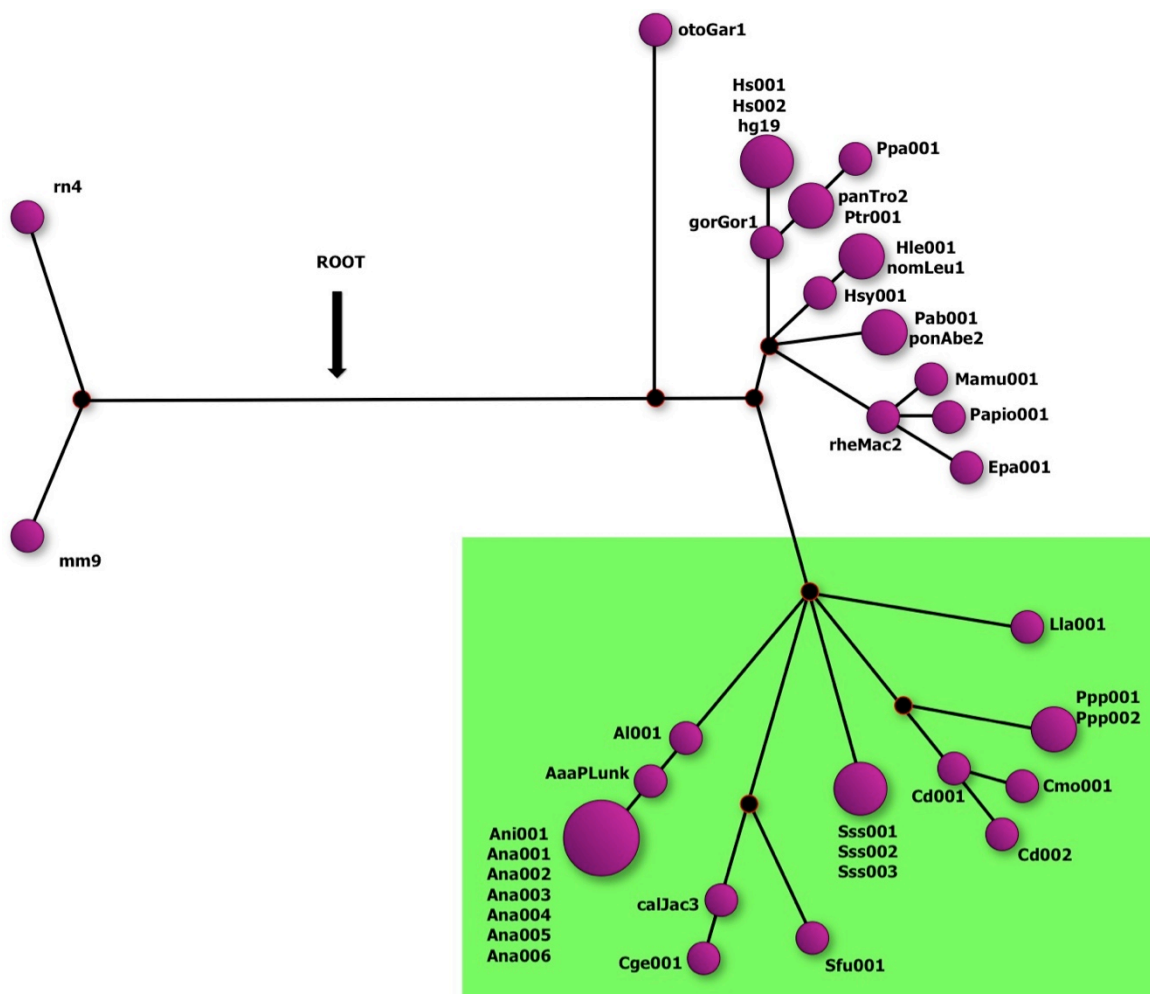 otoGar1
Hs001
Hs002
hg19
Ppa001
rn4
panTro2
Ptr001
gorGor1
ROOT
Hle001
nomLeu1
Hsy001
Pab001
ponAbe2
Mamu001
Papio001
rheMac2
Epa001
mm9
Lla001
Ppp001
Ppp002
Al001
AaaPLunk
Cd001
Cmo001
Ani001
Ana001
Ana002
Ana003
Ana004
Ana005
Ana006
Sss001
Sss002
Sss003
Cd002
calJac3
Cge001
Sfu001